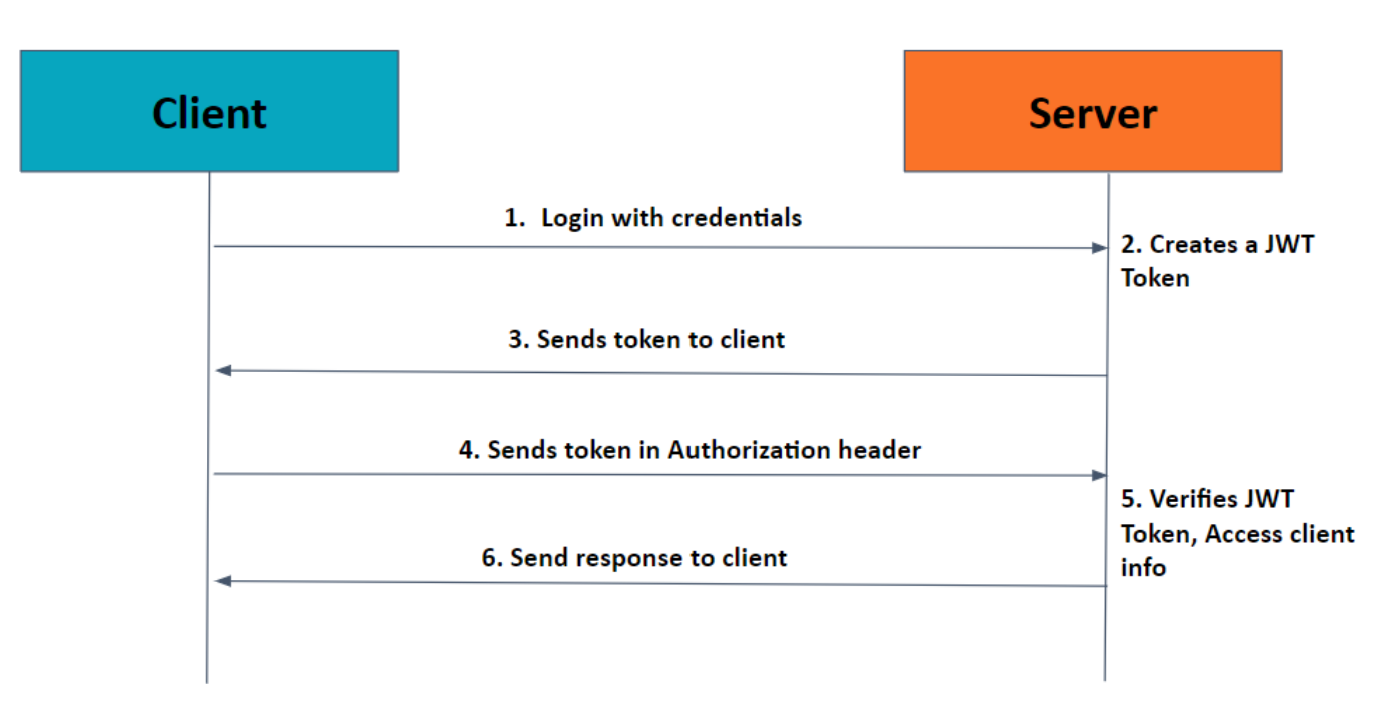 Client
Server
1. Login with credentials
2. Creates a JWT
Token
3. Sends token to client
4. Sends token in Authorization header
5. Verifies JWT
Token, Access client
info
6. Send response to client